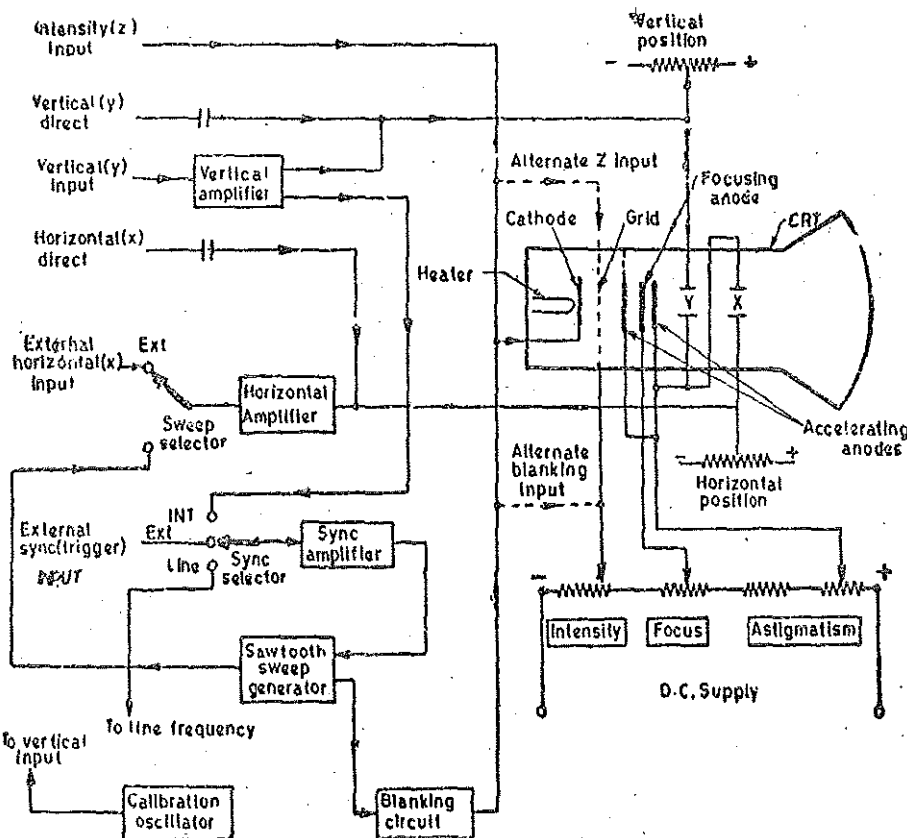 Intensity(z)
Input
Vertical
position
- +
Vertical(y)
direct
Vertical(y)
Input
Vertical
amplifier
Alternate Z input
Focusing
anode
Cathode
Grid
CRT
Horizontal(x)
direct
Heater
Y
X
External
horizontal(x)
Input
Ext
Horizontal
Amplifier
Sweep
selector
Accelerating
anodes
Alternate
blanking
input
- +
Horizontal
position
INT
External
sync(trigger)
INPUT
Ext
Sync
selector
Sync
amplifier
Line
- +
Intensity
Focus
Astigmatism
Sawtooth
sweep
generator
D.C. Supply
To line frequency
To vertical
input
Calibration
oscillator
Blanking
circuit